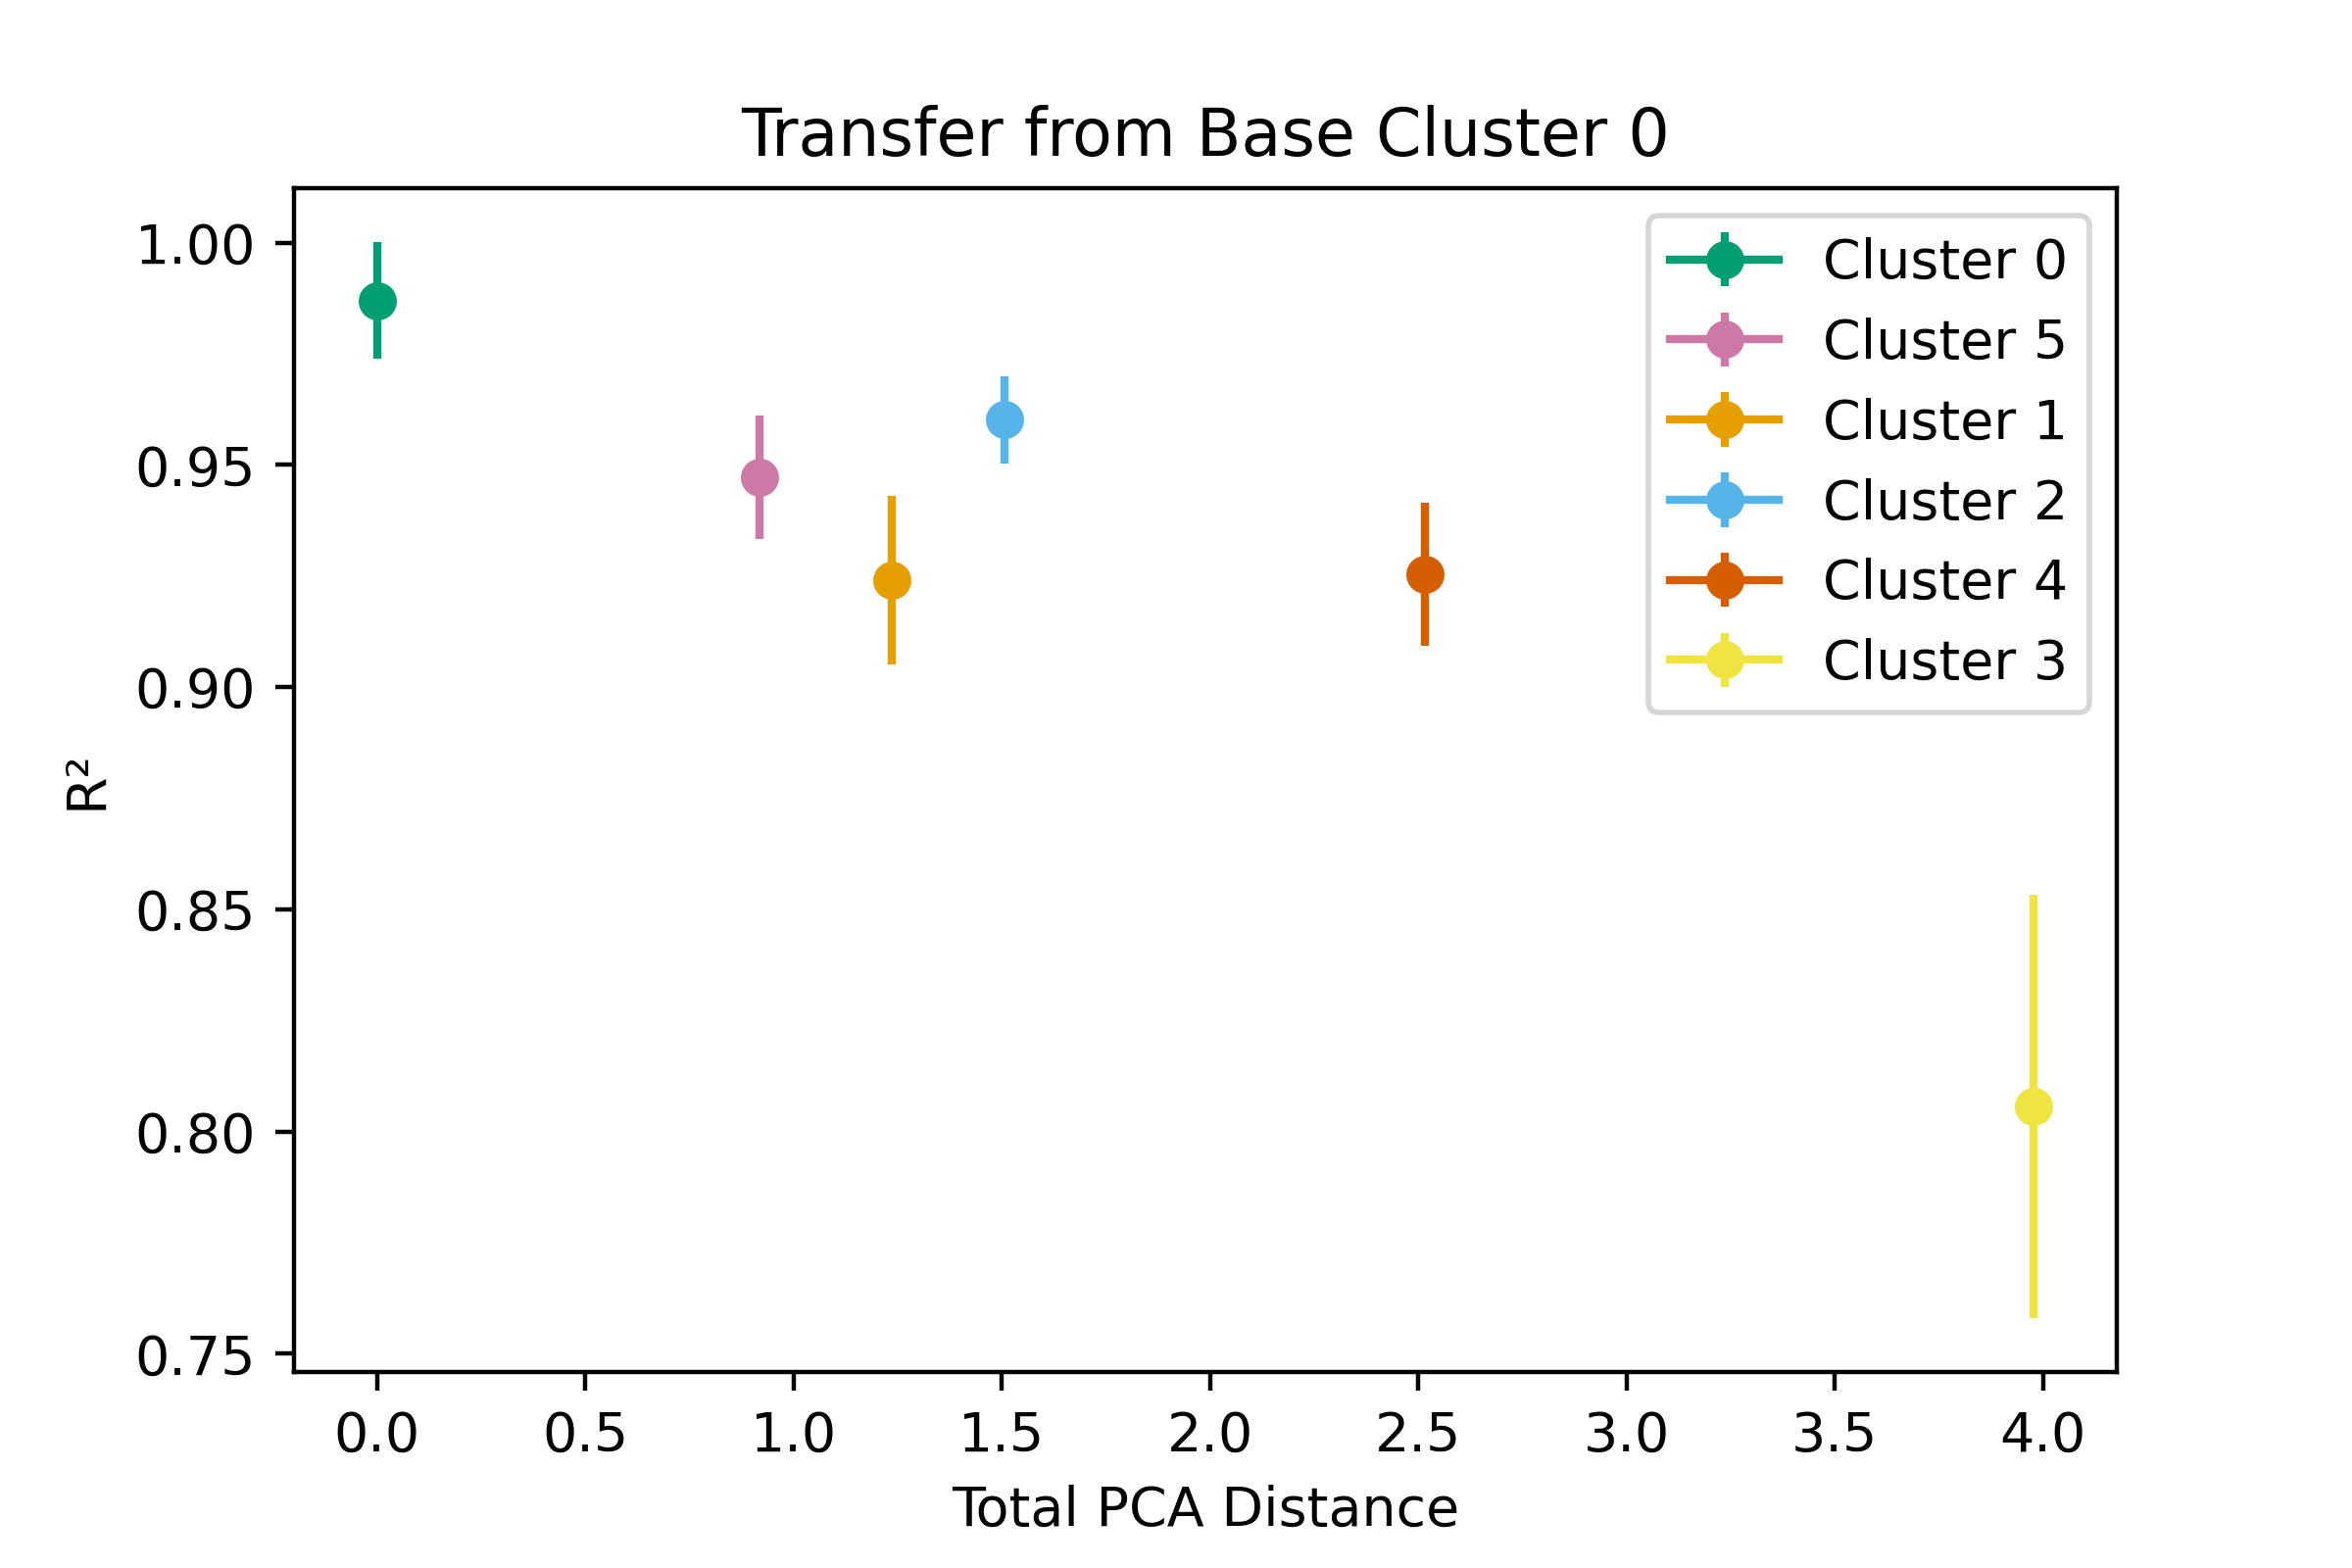 Transfer from Base Cluster 0
1.00
0.95
0.90
0.85
0.80
0.75
R²
Cluster 0
Cluster 5
Cluster 1
Cluster 2
Cluster 4
Cluster 3
0.0 0.5 1.0 1.5 2.0 2.5 3.0 3.5 4.0
Total PCA Distance